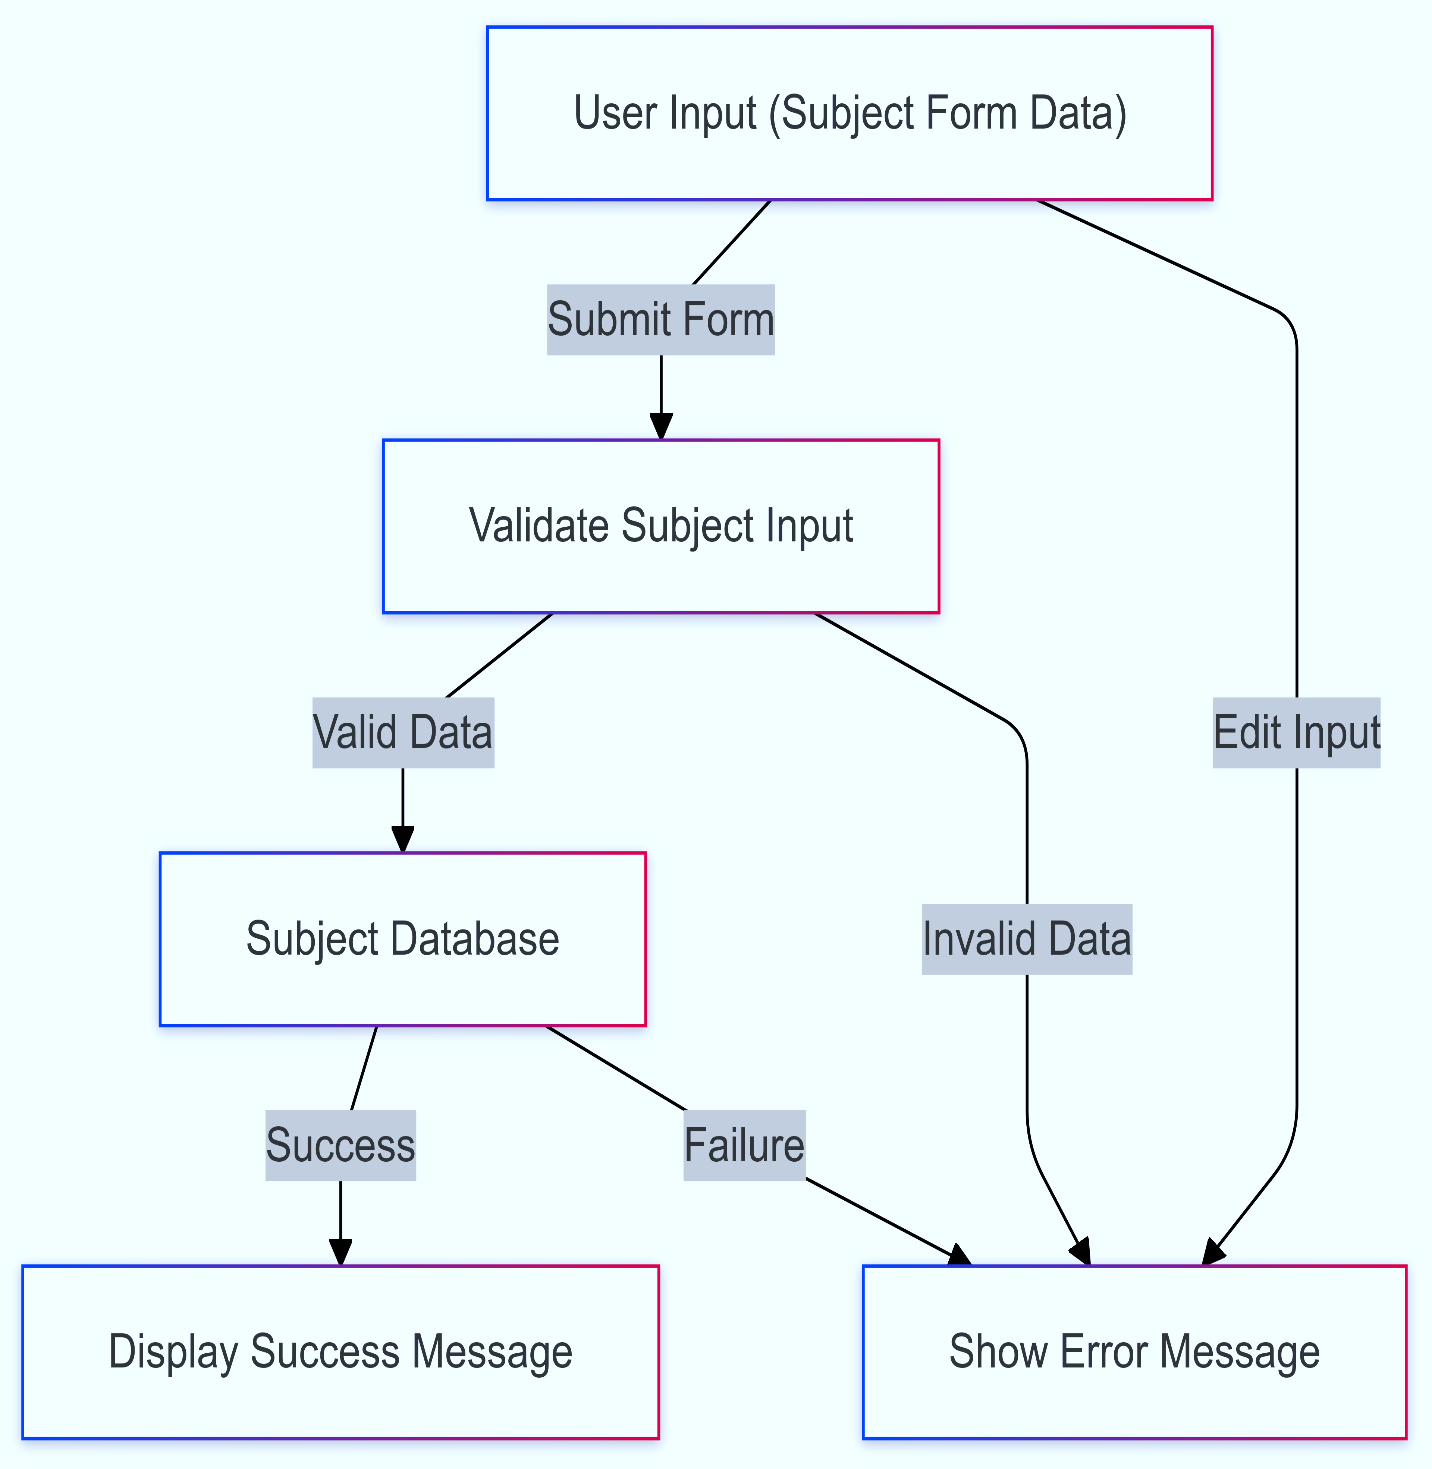 User Input (Subject Form Data)
Submit Form
Validate Subject Input
Valid Data
Edit Input
Subject Database
Invalid Data
Success
Failure
Display Success Message
Show Error Message